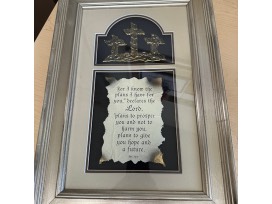 For I know the
plans I have for
you," declares the
Lord,
plans to prosper
you and not to
harm you,
plans to give
you hope and
a future.